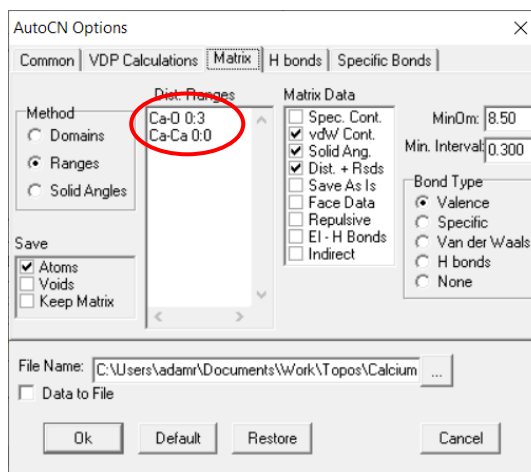 AutoCN Options
Common VDP Calculations Matrix H bonds Specific Bonds
Method
Domains
Ranges
Solid Angles
Save
Atoms
Voids
Keep Matrix
Dist. Ranges
Ca-O 0:3
Ca-Ca 0:0
Matrix Data
Spec. Cont.
vdW Cont.
Solid Ang.
Dist. + Rsds
Save As Is
Face Data
Repulsive
El - H Bonds
Indirect
MinOm: 8.50
Min. Interval: 0.300
Bond Type
Valence
Specific
Van der Waals
H bonds
None
File Name: C:\Users\adamr\Documents\Work\Topos\Calcium ...
Data to File
Ok Default Restore Cancel